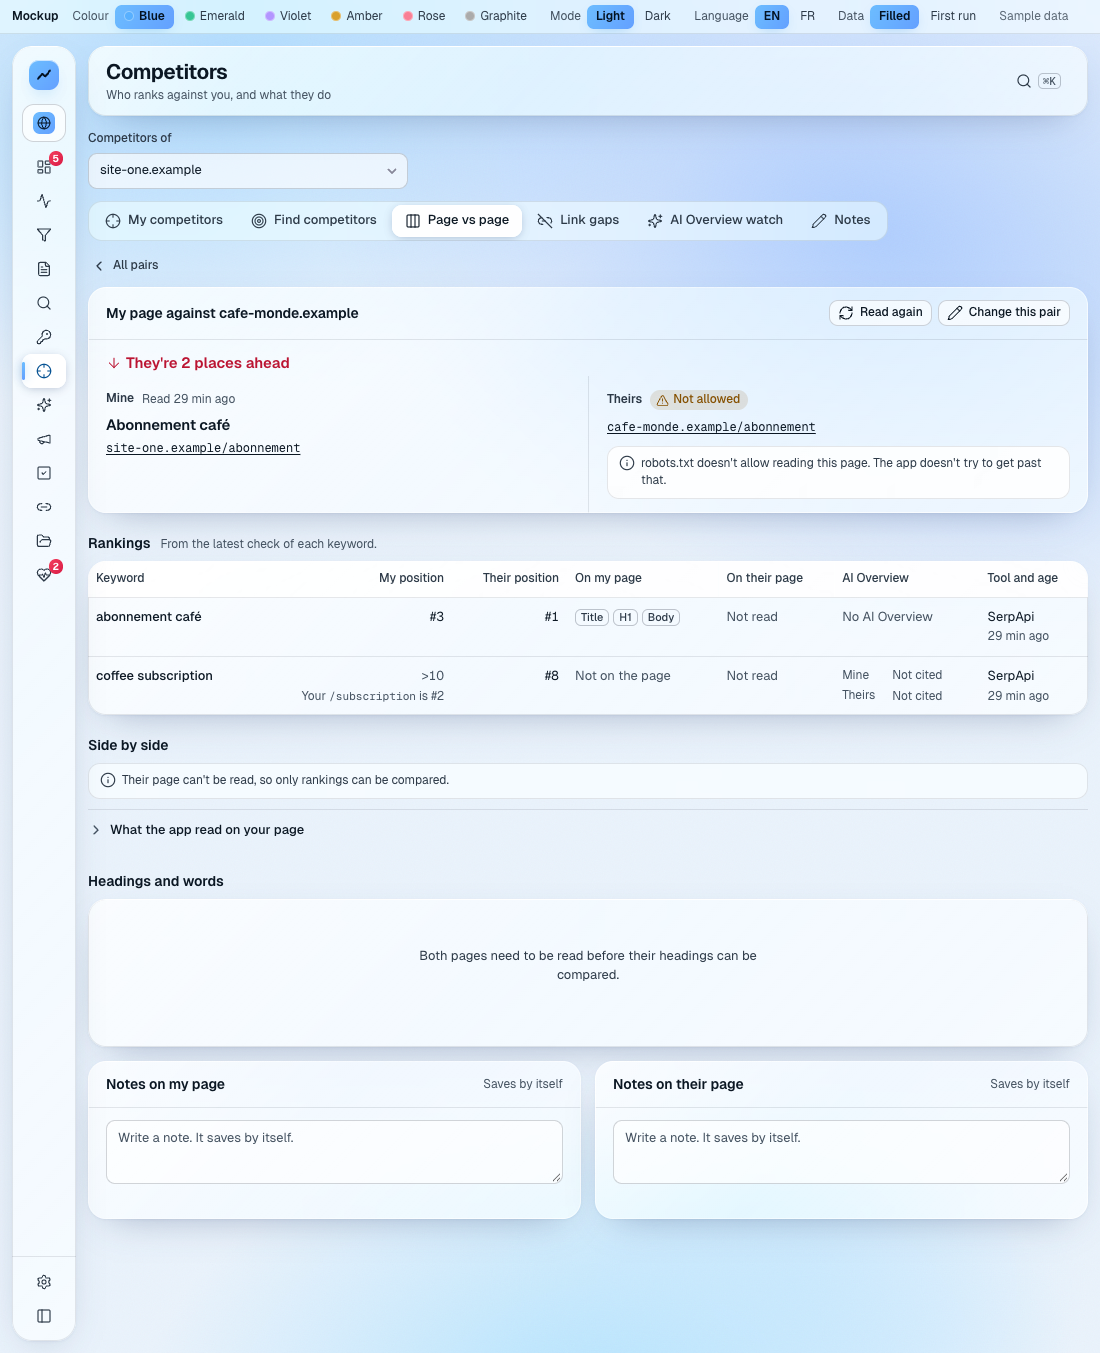 Mockup Colour Blue Emerald Violet Amber Rose Graphite Mode Light Dark Language EN FR Data Filled First run Sample data
Competitors
Who ranks against you, and what they do
⌘K
Competitors of
site-one.example
5
My competitors Find competitors Page vs page Link gaps AI Overview watch Notes
All pairs
My page against cafe-monde.example
Read again Change this pair
They're 2 places ahead
Mine Read 29 min ago
Abonnement café
site-one.example/abonnement
Theirs Not allowed
cafe-monde.example/abonnement
robots.txt doesn't allow reading this page. The app doesn't try to get past
that.
Rankings From the latest check of each keyword.
2
Keyword My position Their position On my page On their page AI Overview Tool and age
abonnement café #3 #1 Title H1 Body Not read No AI Overview SerpApi
29 min ago
coffee subscription >10 #8 Not on the page Not read Mine Not cited SerpApi
Your /subscription is #2 Theirs Not cited 29 min ago
Side by side
Their page can't be read, so only rankings can be compared.
What the app read on your page
Headings and words
Both pages need to be read before their headings can be
compared.
Notes on my page Saves by itself
Write a note. It saves by itself.
Notes on their page Saves by itself
Write a note. It saves by itself.